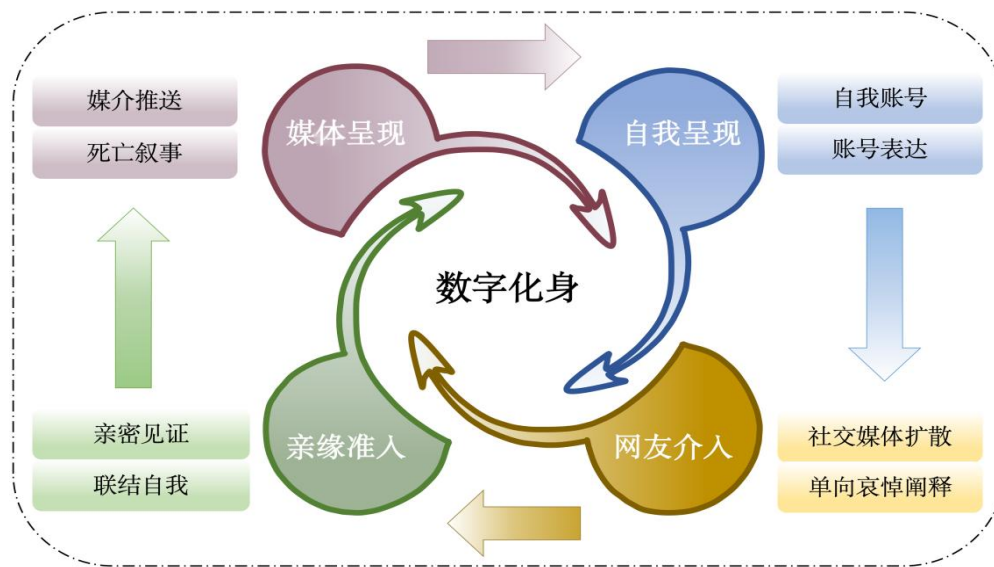 媒介推送
死亡叙事
媒体呈现
自我呈现
自我账号
账号表达
数字化身
亲密见证
联结自我
亲缘准入
网友介入
社交媒体扩散
单向哀悼阐释